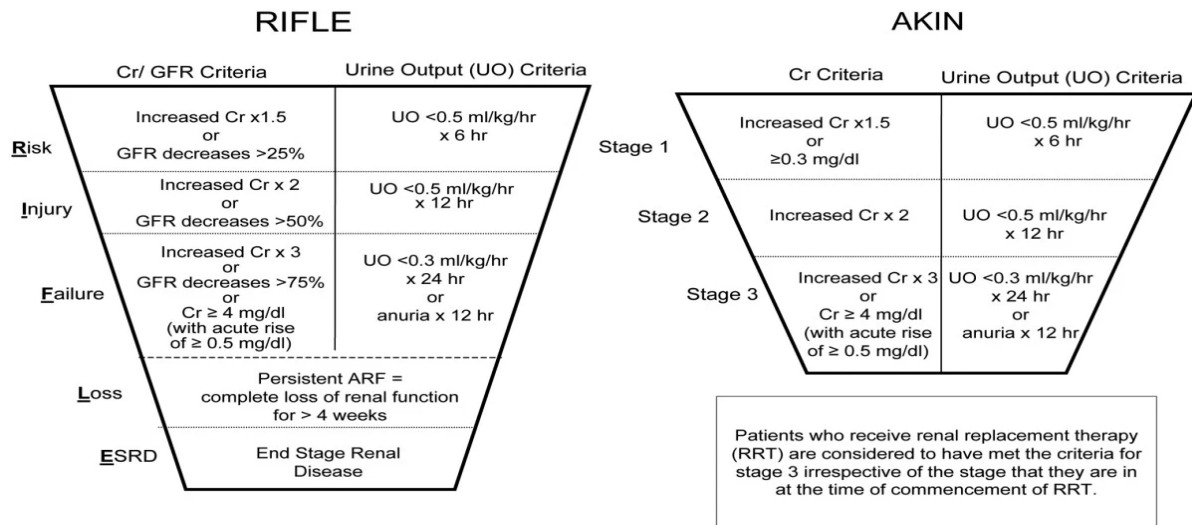 RIFLE
Cr/ GFR Criteria
Urine Output (UO) Criteria
Risk
Increased Cr x1.5
or
GFR decreases >25%
UO <0.5 ml/kg/hr
x 6 hr
Injury
Increased Cr x 2
or
GFR decreases >50%
UO <0.5 ml/kg/hr
x 12 hr
Failure
Increased Cr x 3
or
GFR decreases >75%
or
Cr ≥ 4 mg/dl
(with acute rise
of ≥ 0.5 mg/dl)
UO <0.3 ml/kg/hr
x 24 hr
or
anuria x 12 hr
Loss
Persistent ARF =
complete loss of renal function
for > 4 weeks
ESRD
End Stage Renal
Disease
AKIN
Cr Criteria
Urine Output (UO) Criteria
Stage 1
Increased Cr x1.5
or
≥0.3 mg/dl
UO <0.5 ml/kg/hr
x 6 hr
Stage 2
Increased Cr x 2
UO <0.5 ml/kg/hr
x 12 hr
Stage 3
Increased Cr x 3
or
Cr ≥ 4 mg/dl
(with acute rise
of ≥ 0.5 mg/dl)
UO <0.3 ml/kg/hr
x 24 hr
or
anuria x 12 hr
Patients who receive renal replacement therapy
(RRT) are considered to have met the criteria for
stage 3 irrespective of the stage that they are in
at the time of commencement of RRT.